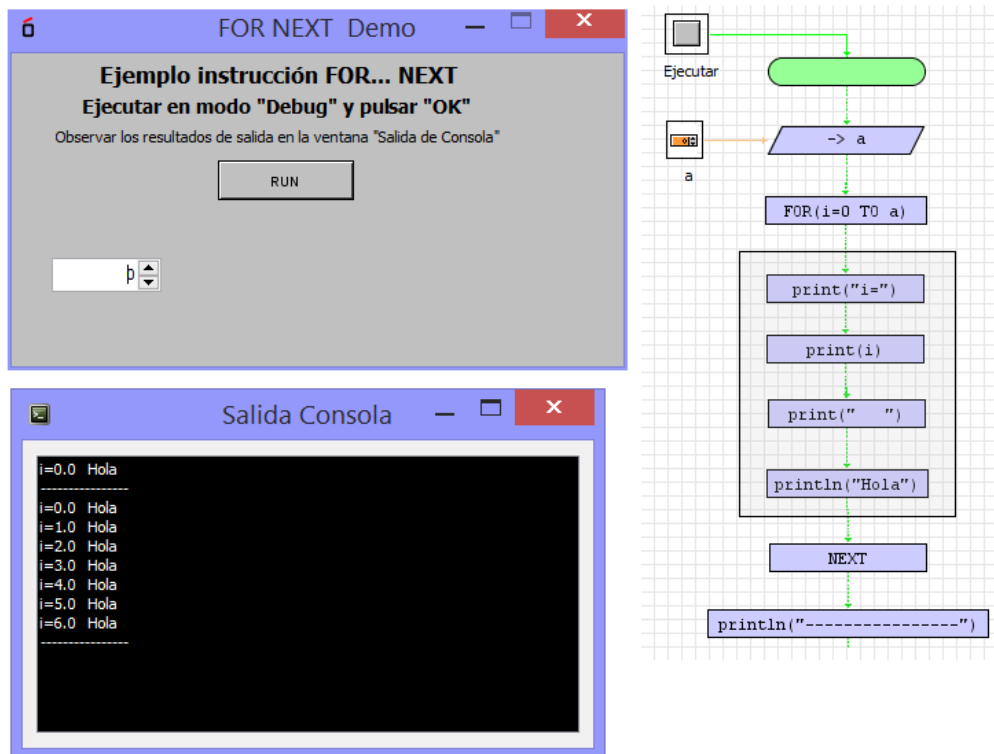 FOR NEXT Demo
Ejemplo instrucción FOR... NEXT
Ejecutar en modo "Debug" y pulsar "OK"
Observar los resultados de salida en la ventana "Salida de Consola"
RUN
0
Salida Consola
i=0.0 Hola
----------------
i=0.0 Hola
i=1.0 Hola
i=2.0 Hola
i=3.0 Hola
i=4.0 Hola
i=5.0 Hola
i=6.0 Hola
----------------
Ejecutar
-> a
a
FOR(i=0 TO a)
print("i=")
print(i)
print("   ")
println("Hola")
NEXT
println("----------------")